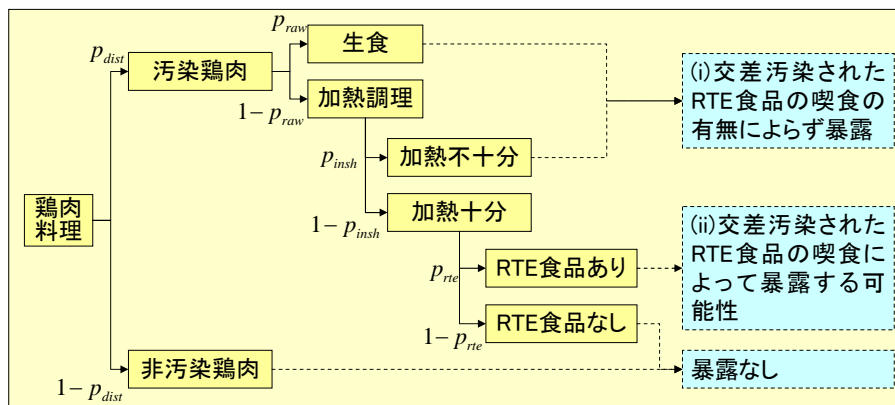 p_raw
生食
p_dist
汚染鶏肉
(i)交差汚染された
RTE食品の喫食の
有無によらず暴露
加熱調理
1− p_raw
p_insh
加熱不十分
鶏肉
料理
加熱十分
1− p_insh
(ii)交差汚染された
RTE食品の喫食に
よって暴露する可
能性
p_rte
RTE食品あり
RTE食品なし
1− p_rte
非汚染鶏肉
暴露なし
1− p_dist